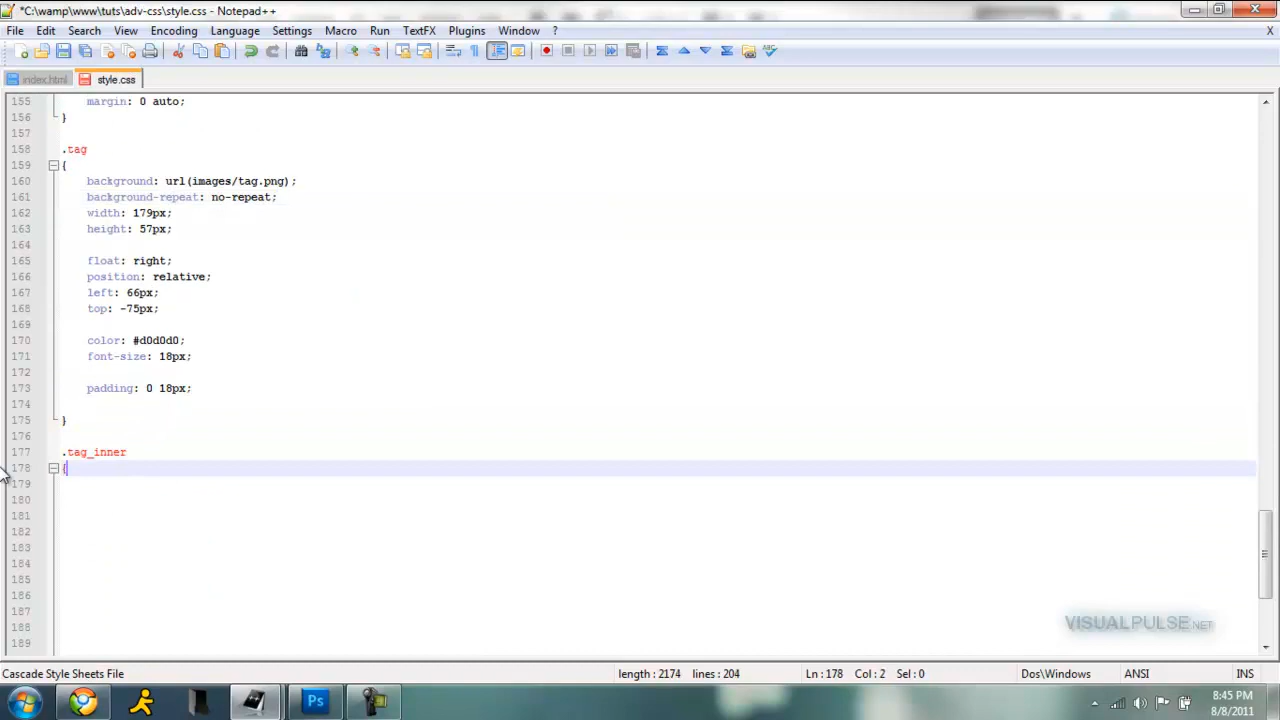 *C:\wamp\www\tuts\adv-css\style.css - Notepad++
File Edit Search View Encoding Language Settings Macro Run TextFX Plugins Window ? X
index.html style.css
155 margin: 0 auto;
156 }
157
158 .tag
159 {
160 background: url(images/tag.png);
161 background-repeat: no-repeat;
162 width: 179px;
163 height: 57px;
164
165 float: right;
166 position: relative;
167 left: 66px;
168 top: -75px;
169
170 color: #d0d0d0;
171 font-size: 18px;
172
173 padding: 0 18px;
174
175 }
176
177 .tag_inner
178 {
179
180
181
182
183
184
185
186
187
188
189
VISUALPULSE.NET
Cascade Style Sheets File length : 2174 lines : 204 Ln : 178 Col : 2 Sel : 0 Dos\Windows ANSI INS
Ps
8:45 PM
8/8/2011